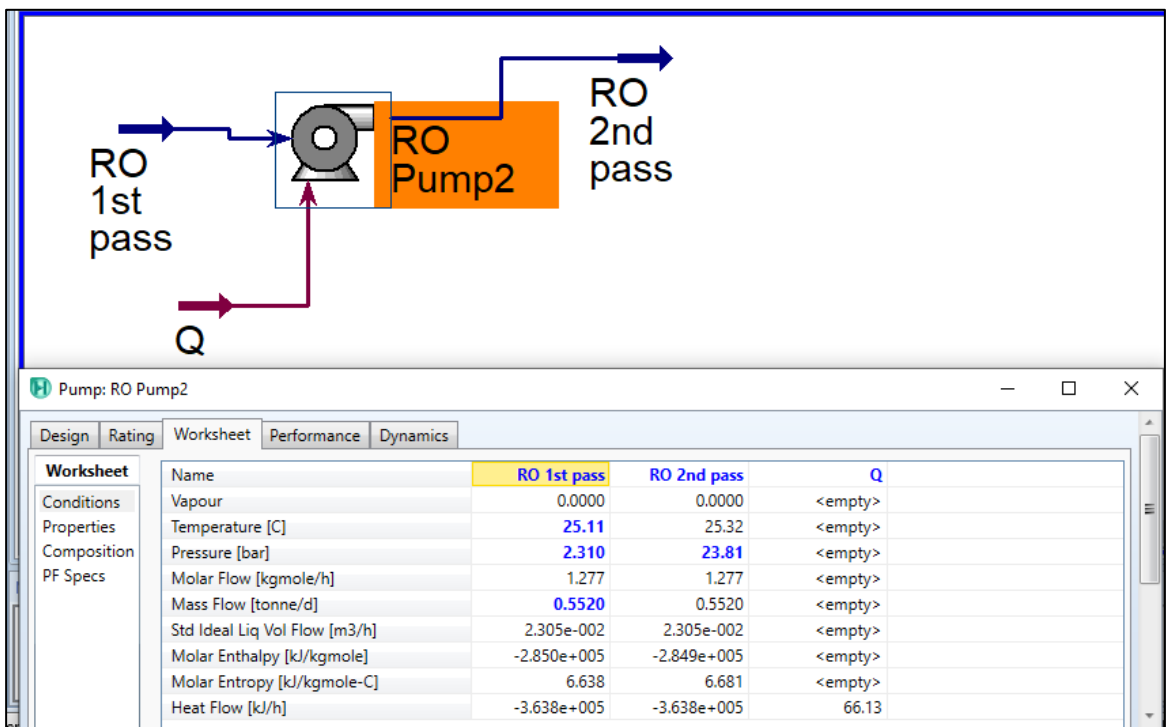 RO
1st
pass
RO
Pump2
RO
2nd
pass
Q
Pump: RO Pump2
Design Rating Worksheet Performance Dynamics
Worksheet
Conditions
Properties
Composition
PF Specs
Name RO 1st pass RO 2nd pass Q
Vapour 0.0000 0.0000 <empty>
Temperature [C] 25.11 25.32 <empty>
Pressure [bar] 2.310 23.81 <empty>
Molar Flow [kgmole/h] 1.277 1.277 <empty>
Mass Flow [tonne/d] 0.5520 0.5520 <empty>
Std Ideal Liq Vol Flow [m3/h] 2.305e-002 2.305e-002 <empty>
Molar Enthalpy [kJ/kgmole] -2.850e+005 -2.849e+005 <empty>
Molar Entropy [kJ/kgmole-C] 6.638 6.681 <empty>
Heat Flow [kJ/h] -3.638e+005 -3.638e+005 66.13